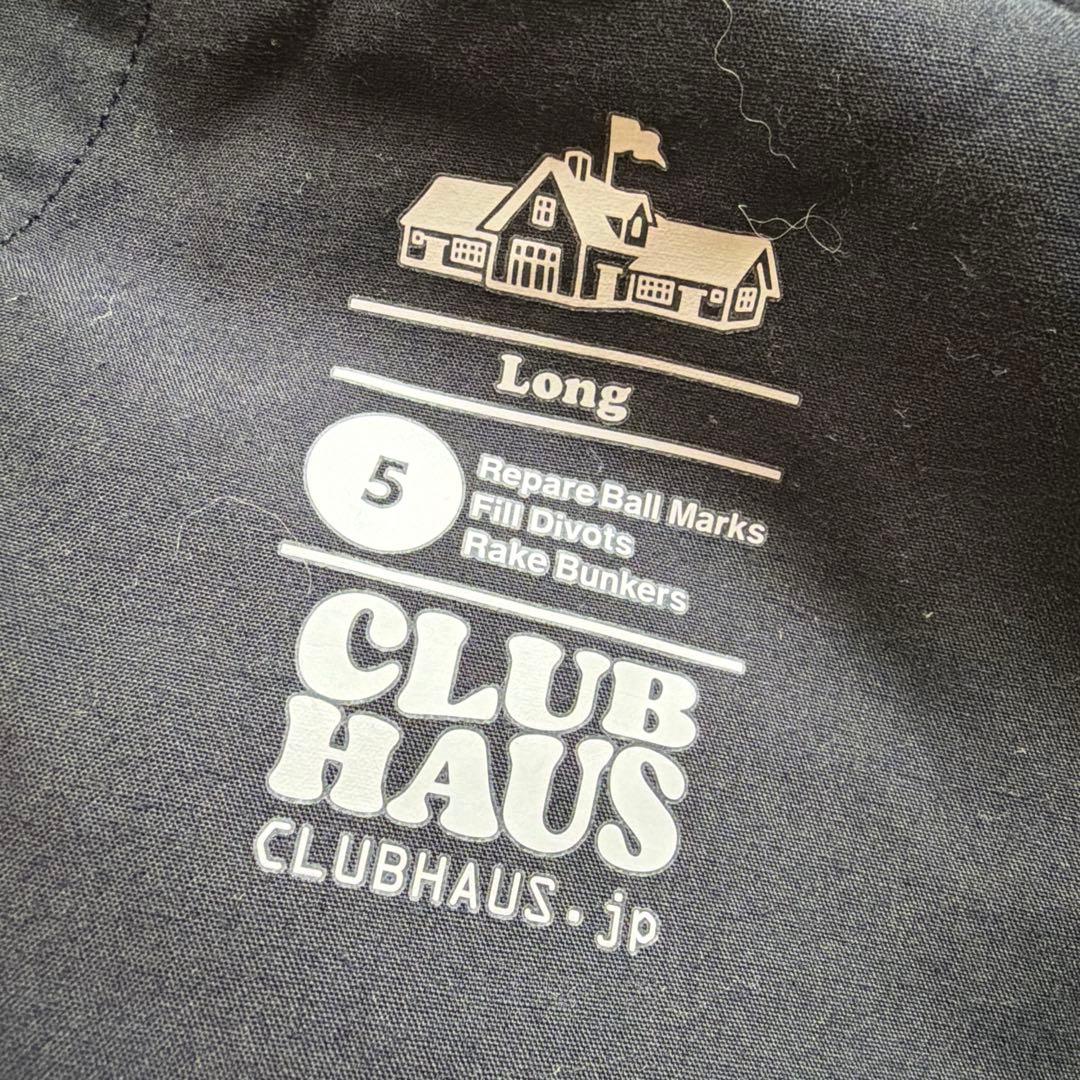 Long
5
Repare Ball Marks
Fill Divots
Rake Bunkers
CLUB
HAUS
CLUBHAUS.jp